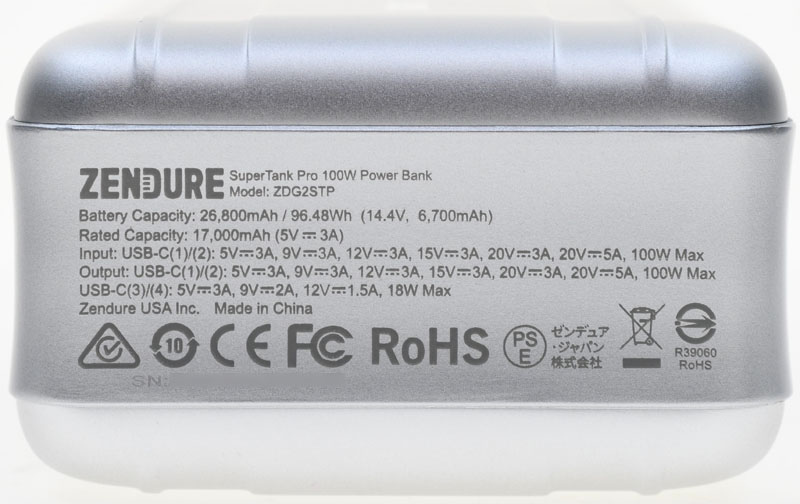 ZENDURE SuperTank Pro 100W Power Bank
Model: ZDG2STP
Battery Capacity: 26,800mAh / 96.48Wh (14.4V, 6,700mAh)
Rated Capacity: 17,000mAh (5V⎓3A)
Input: USB-C(1)/(2): 5V⎓3A, 9V⎓3A, 12V⎓3A, 15V⎓3A, 20V⎓3A, 20V⎓5A, 100W Max
Output: USB-C(1)/(2): 5V⎓3A, 9V⎓3A, 12V⎓3A, 15V⎓3A, 20V⎓3A, 20V⎓5A, 100W Max
USB-C(3)/(4): 5V⎓3A, 9V⎓2A, 12V⎓1.5A, 18W Max
Zendure USA Inc. Made in China
10 CE FC RoHS
PS
E
ゼンデュア
・ジャパン
株式会社
R39060
RoHS
SN: